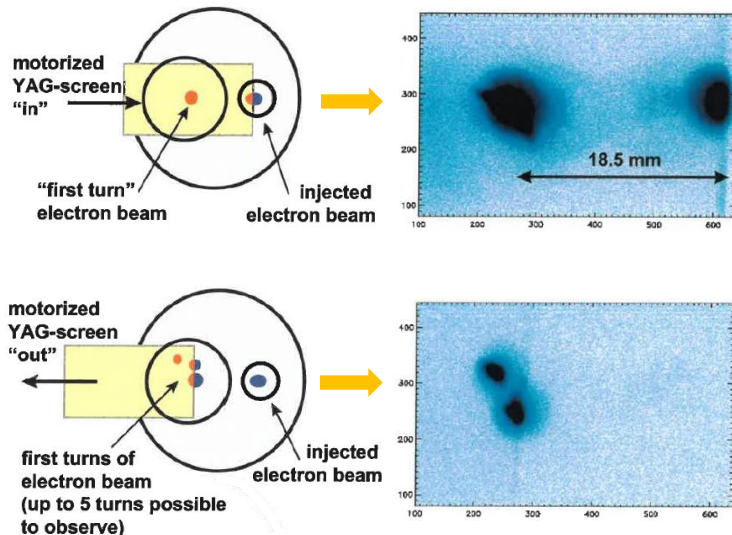 motorized
YAG-screen
“in”
“first turn”
electron beam
injected
electron beam
400
300
200
100
18.5 mm
100
200
300
400
500
600
motorized
YAG-screen
“out”
first turns of
electron beam
(up to 5 turns possible
to observe)
injected
electron beam
400
300
200
100
100
200
300
400
500
600